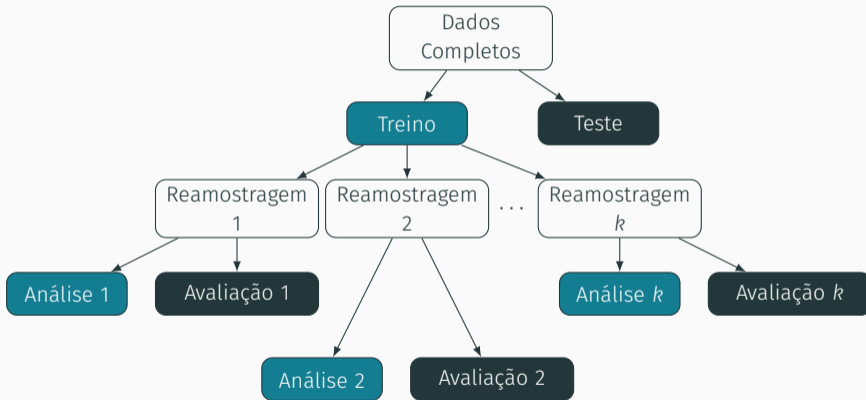 Dados
Completos
Treino
Teste
Reamostragem
1
Reamostragem
2
...
Reamostragem
k
Análise 1
Avaliação 1
Análise k
Avaliação k
Análise 2
Avaliação 2